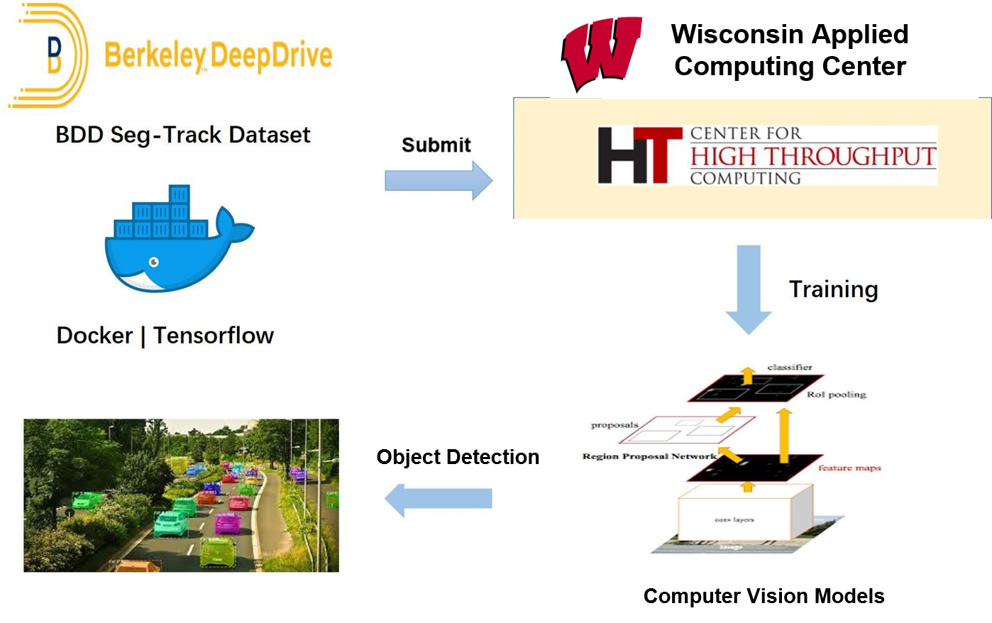 D
D
Berkeley DeepDrive
TM
BDD Seg-Track Dataset
Docker | Tensorflow
Submit
W
Wisconsin Applied
Computing Center
HT
CENTER FOR
HIGH THROUGHPUT
COMPUTING
Training
classifier
RoI pooling
proposals
Region Proposal Network
feature maps
conv layers
image
Computer Vision Models
Object Detection